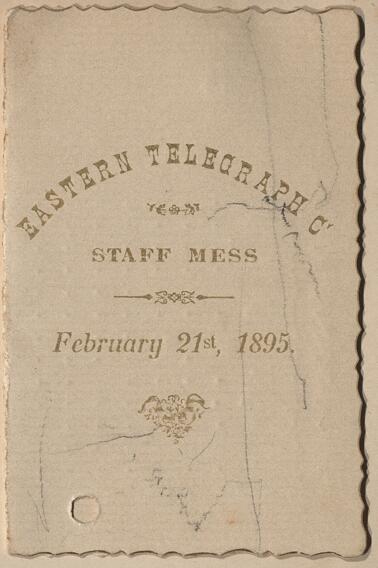 EASTERN TELEGRAPH Cº
STAFF MESS
February 21st, 1895.